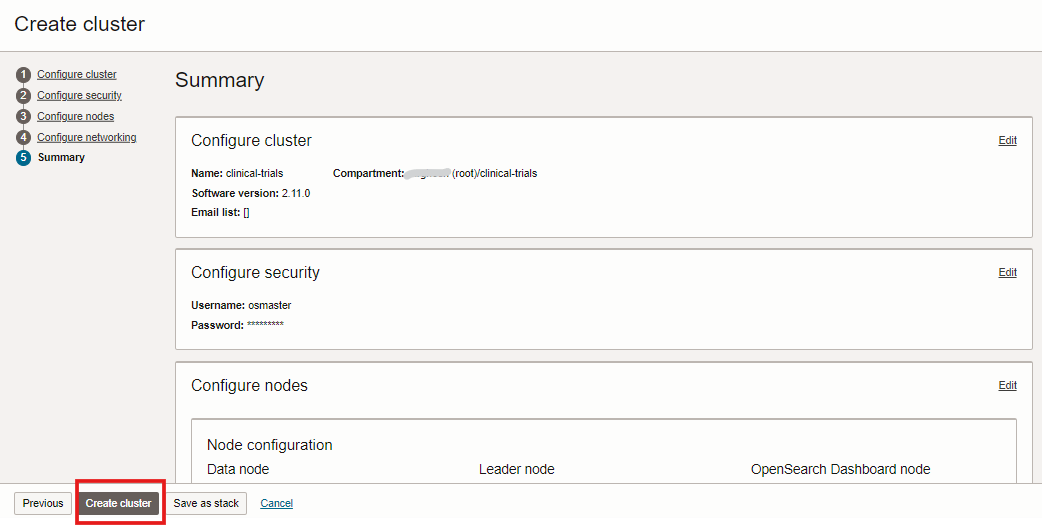 Create cluster
1 Configure cluster
2 Configure security
3 Configure nodes
4 Configure networking
5 Summary
Summary
Configure cluster Edit
Name: clinical-trials Compartment: (root)/clinical-trials
Software version: 2.11.0
Email list: []
Configure security Edit
Username: osmaster
Password: *********
Configure nodes Edit
Node configuration
Data node Leader node OpenSearch Dashboard node
Previous Create cluster Save as stack Cancel